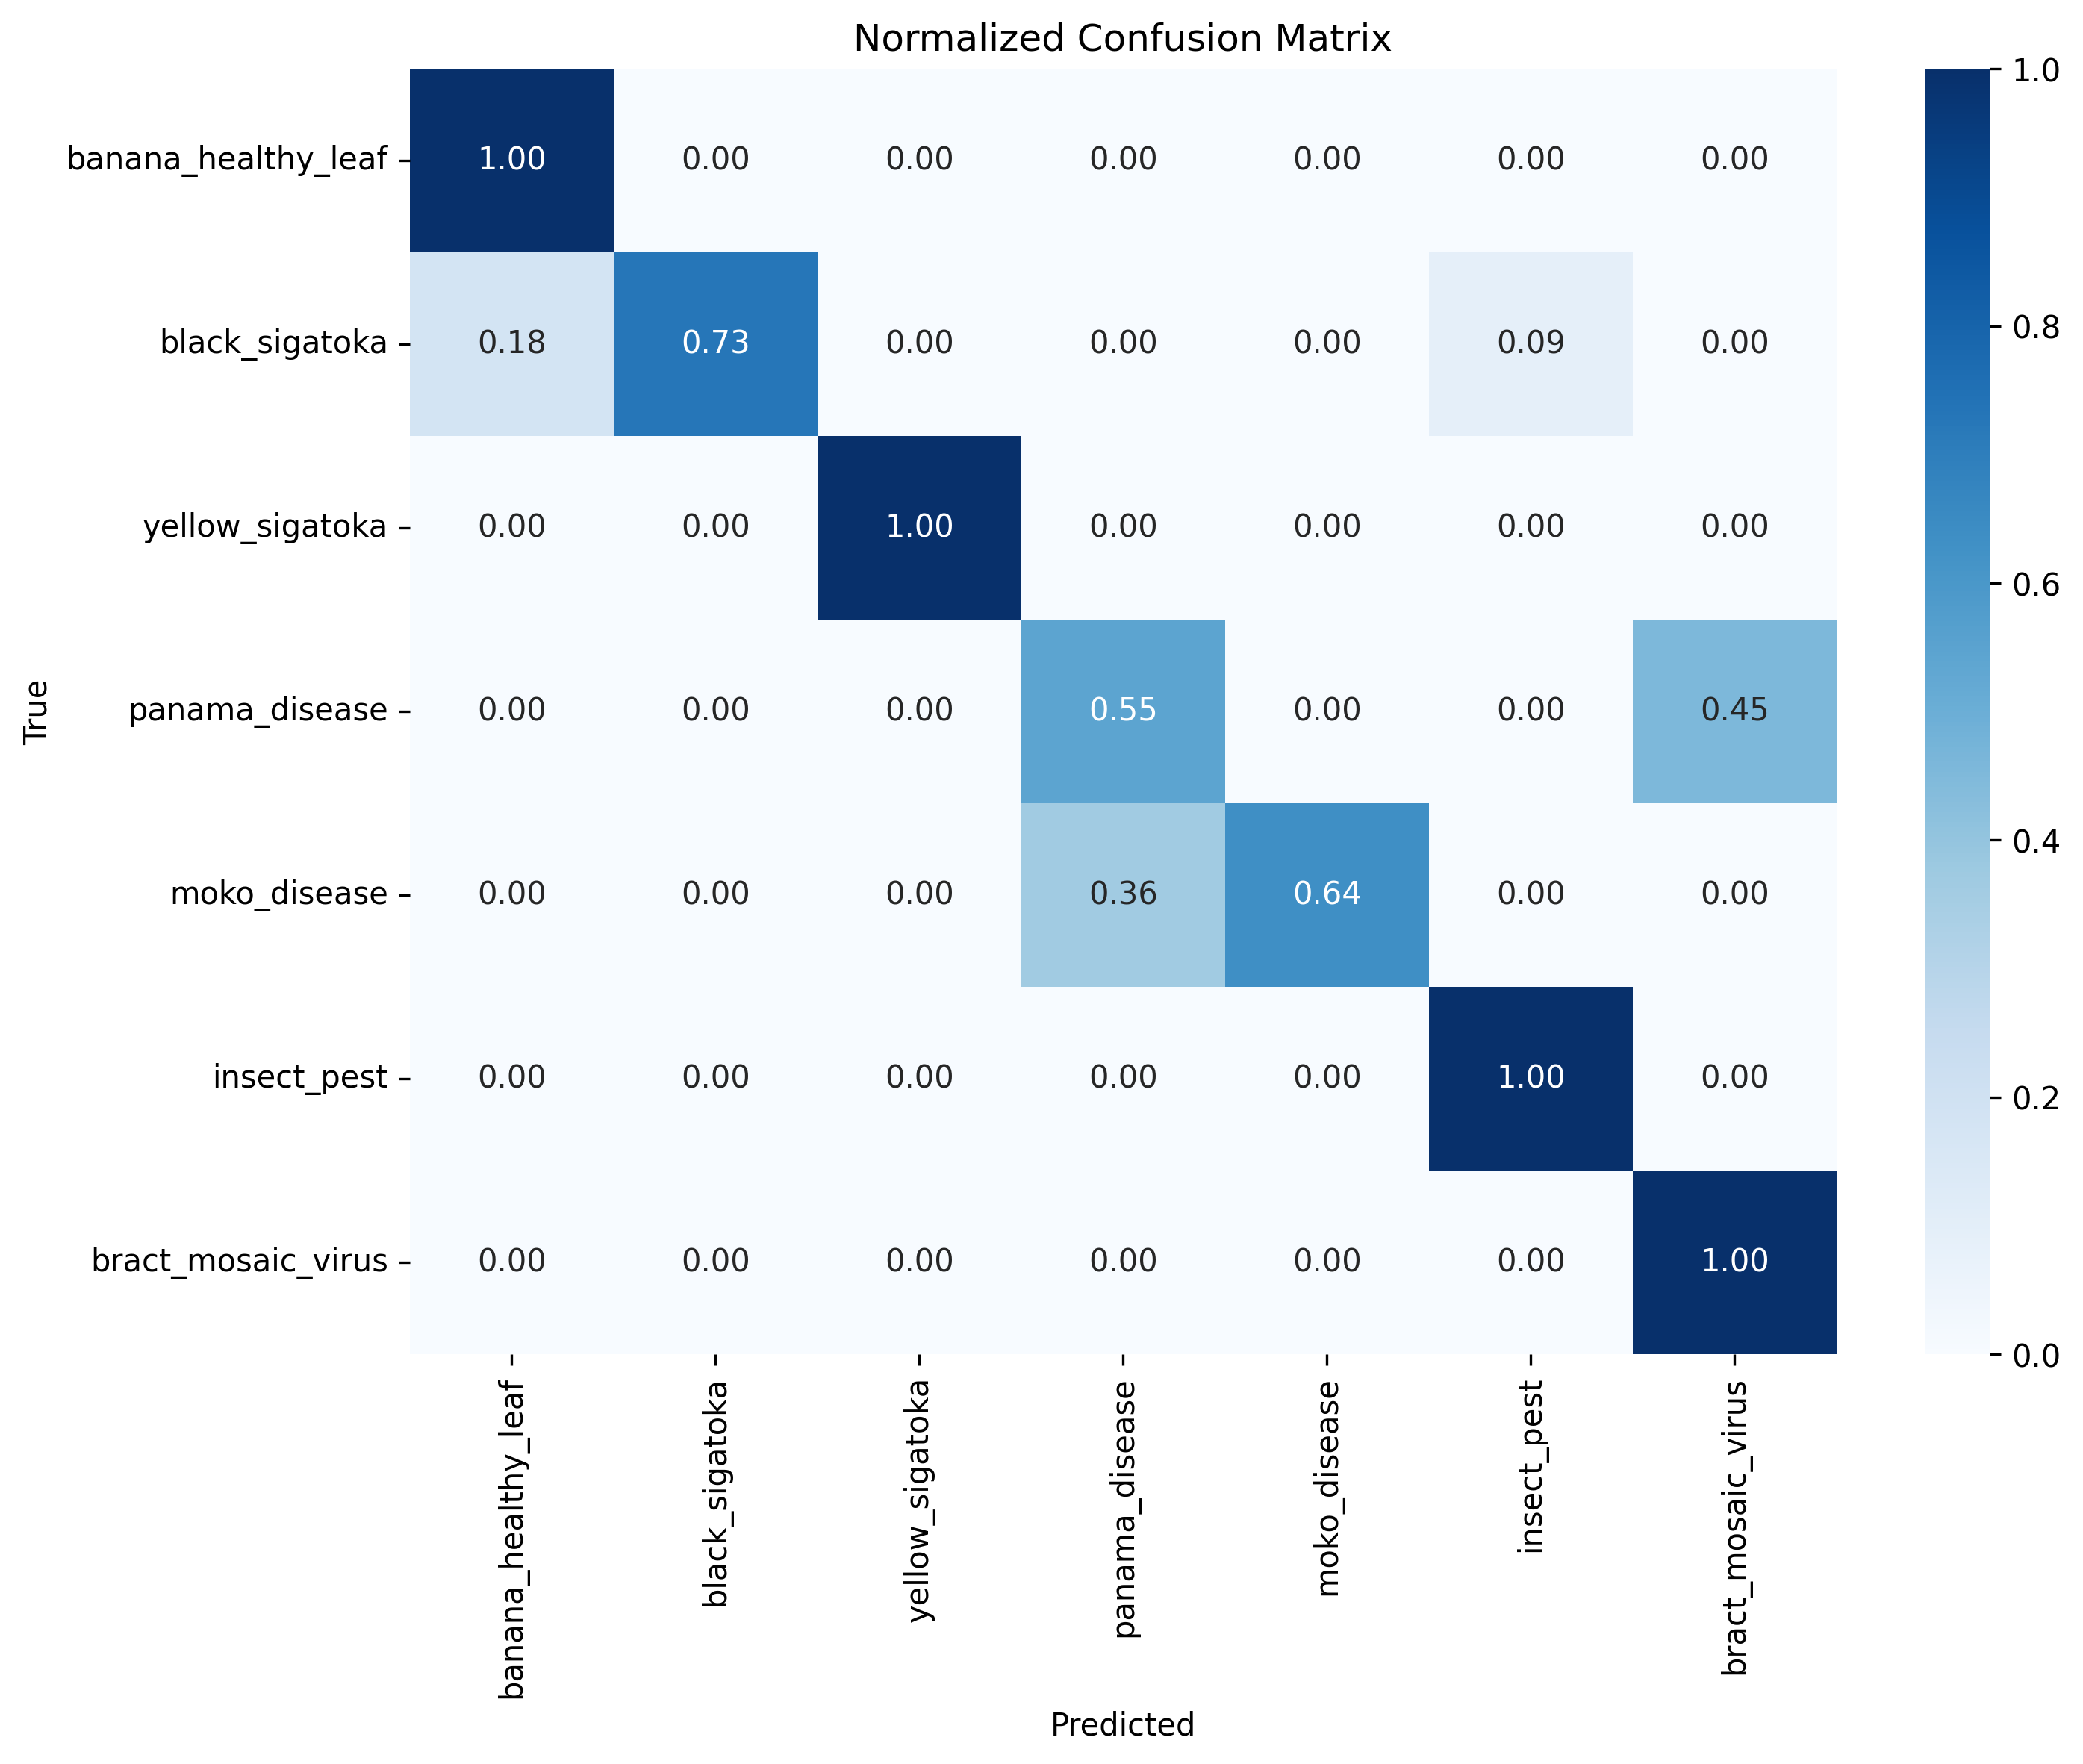 Normalized Confusion Matrix
banana_healthy_leaf 1.00 0.00 0.00 0.00 0.00 0.00 0.00
black_sigatoka 0.18 0.73 0.00 0.00 0.00 0.09 0.00
yellow_sigatoka 0.00 0.00 1.00 0.00 0.00 0.00 0.00
panama_disease 0.00 0.00 0.00 0.55 0.00 0.00 0.45
moko_disease 0.00 0.00 0.00 0.36 0.64 0.00 0.00
insect_pest 0.00 0.00 0.00 0.00 0.00 1.00 0.00
bract_mosaic_virus 0.00 0.00 0.00 0.00 0.00 0.00 1.00
True
banana_healthy_leaf
black_sigatoka
yellow_sigatoka
panama_disease
moko_disease
insect_pest
bract_mosaic_virus
Predicted
1.0
0.8
0.6
0.4
0.2
0.0